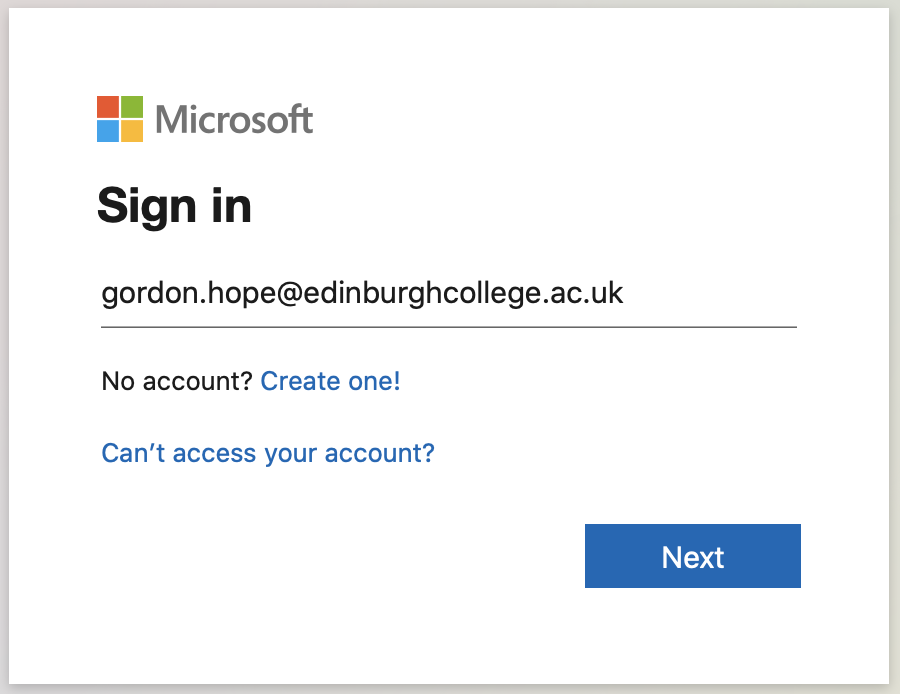 Microsoft
Sign in
gordon.hope@edinburghcollege.ac.uk
No account? Create one!
Can’t access your account?
Next